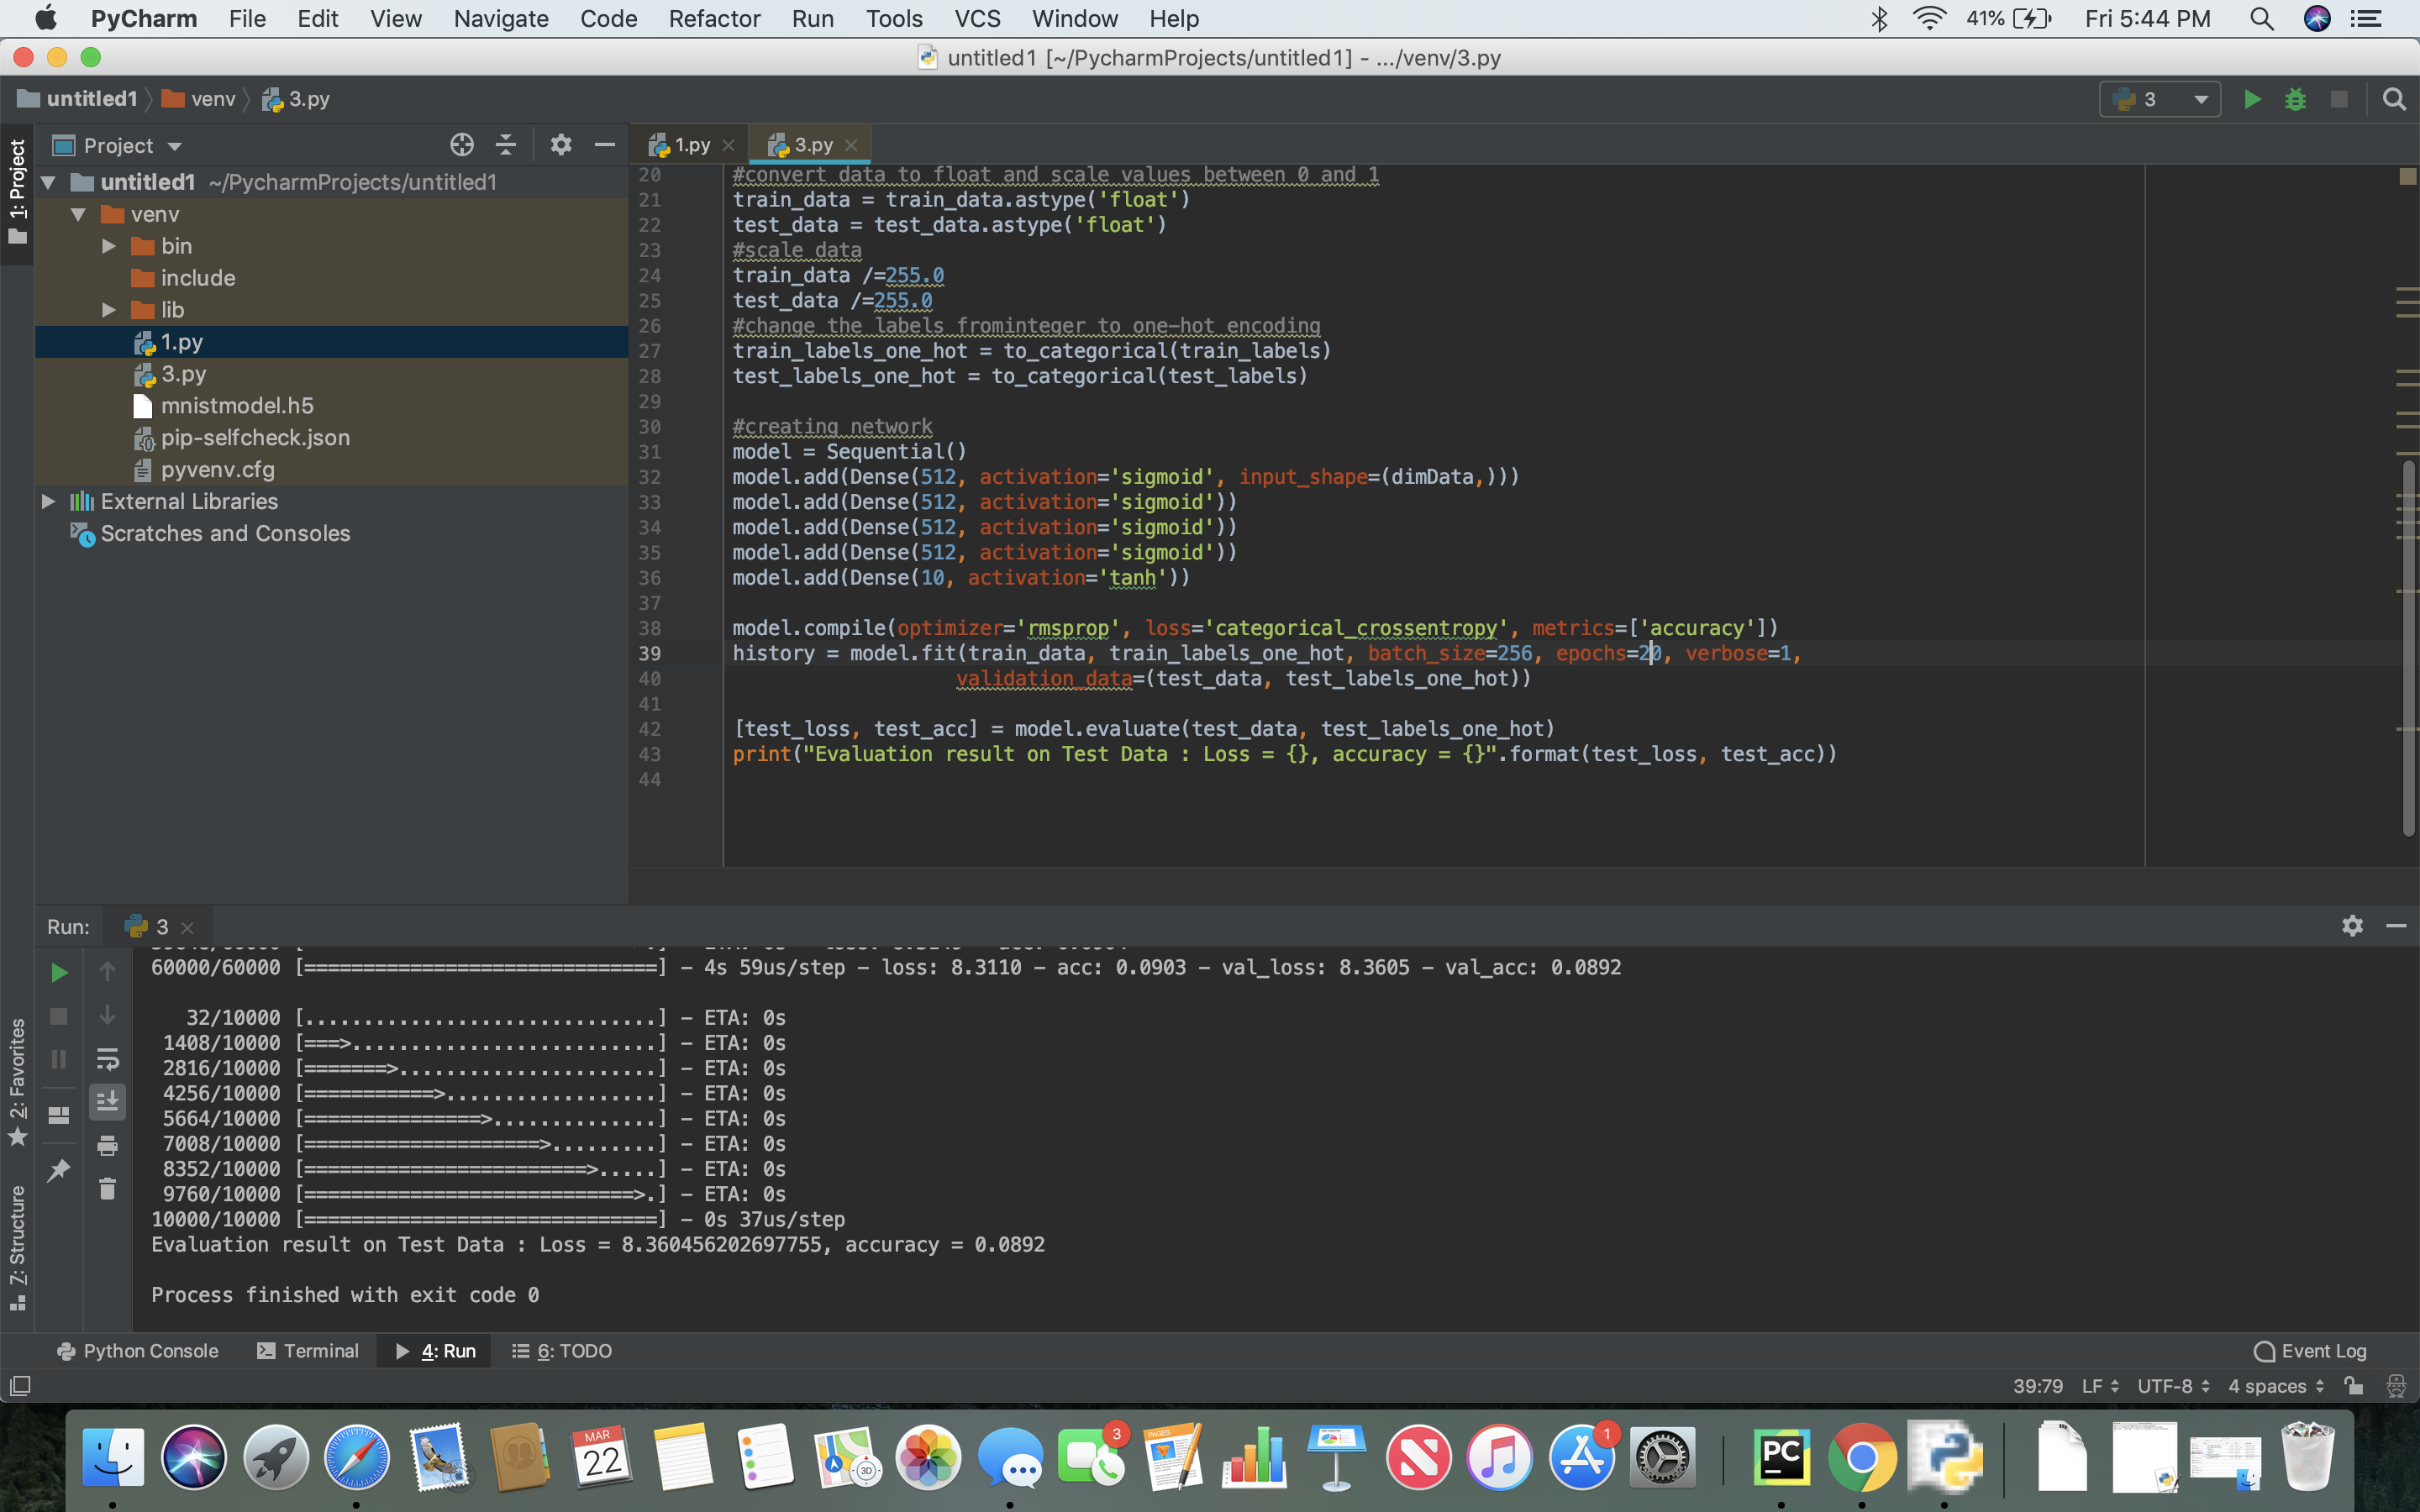 PyCharm File Edit View Navigate Code Refactor Run Tools VCS Window Help 41% Fri 5:44 PM
untitled1 [~/PycharmProjects/untitled1] - .../venv/3.py
untitled1 venv 3.py 3
1: Project
Project
1.py 3.py
untitled1 ~/PycharmProjects/untitled1
venv
bin
include
lib
1.py
3.py
mnistmodel.h5
pip-selfcheck.json
pyvenv.cfg
External Libraries
Scratches and Consoles
20 #convert data to float and scale values between 0 and 1
21 train_data = train_data.astype('float')
22 test_data = test_data.astype('float')
23 #scale data
24 train_data /=255.0
25 test_data /=255.0
26 #change the labels frominteger to one-hot encoding
27 train_labels_one_hot = to_categorical(train_labels)
28 test_labels_one_hot = to_categorical(test_labels)
29
30 #creating network
31 model = Sequential()
32 model.add(Dense(512, activation='sigmoid', input_shape=(dimData,)))
33 model.add(Dense(512, activation='sigmoid'))
34 model.add(Dense(512, activation='sigmoid'))
35 model.add(Dense(512, activation='sigmoid'))
36 model.add(Dense(10, activation='tanh'))
37
38 model.compile(optimizer='rmsprop', loss='categorical_crossentropy', metrics=['accuracy'])
39 history = model.fit(train_data, train_labels_one_hot, batch_size=256, epochs=20, verbose=1,
40 validation_data=(test_data, test_labels_one_hot))
41
42 [test_loss, test_acc] = model.evaluate(test_data, test_labels_one_hot)
43 print("Evaluation result on Test Data : Loss = {}, accuracy = {}".format(test_loss, test_acc))
44
Run: 3
60000/60000 [==============================] - 4s 59us/step - loss: 8.3110 - acc: 0.0903 - val_loss: 8.3605 - val_acc: 0.0892
32/10000 [..............................] - ETA: 0s
1408/10000 [===>..........................] - ETA: 0s
2816/10000 [=======>......................] - ETA: 0s
4256/10000 [===========>..................] - ETA: 0s
5664/10000 [===============>..............] - ETA: 0s
7008/10000 [====================>.........] - ETA: 0s
8352/10000 [========================>.....] - ETA: 0s
9760/10000 [============================>.] - ETA: 0s
10000/10000 [==============================] - 0s 37us/step
Evaluation result on Test Data : Loss = 8.360456202697755, accuracy = 0.0892
Process finished with exit code 0
2: Favorites
7: Structure
Python Console Terminal 4: Run 6: TODO Event Log
39:79 LF UTF-8 4 spaces
MAR
22
3D
3
PAGES
1
PC